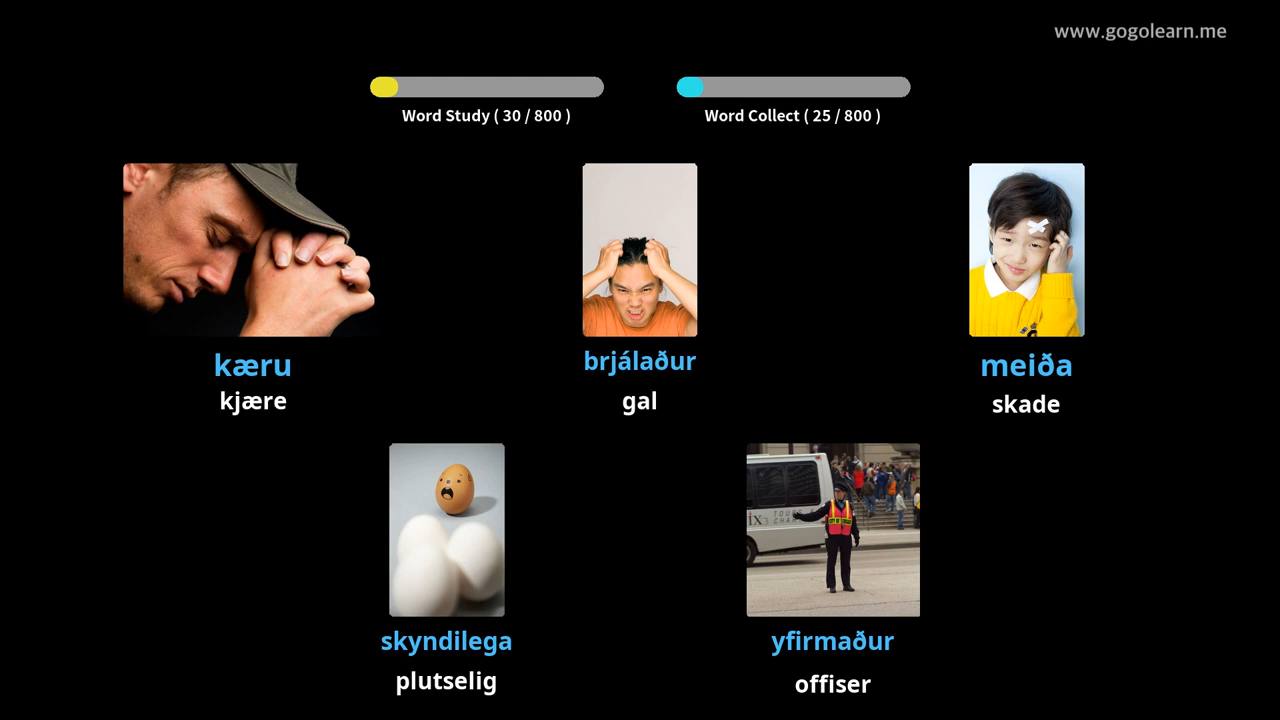 www.gogolearn.me
Word Study ( 30 / 800 )
Word Collect ( 25 / 800 )
kæru
kjære
brjálaður
gal
meiða
skade
skyndilega
plutselig
yfirmaður
offiser